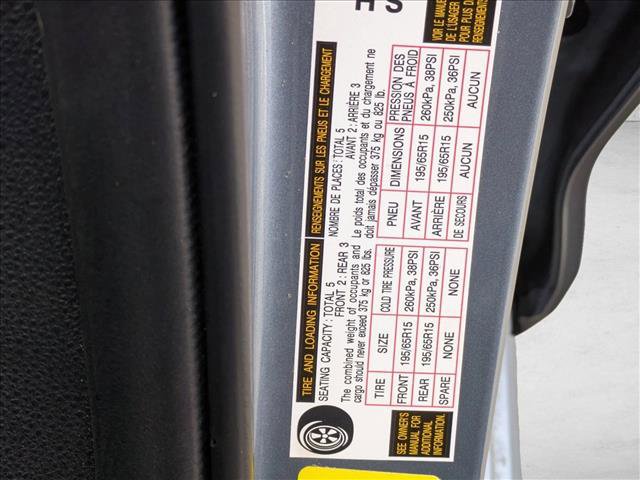 H S
TIRE AND LOADING INFORMATION
SEATING CAPACITY: TOTAL 5
FRONT 2: REAR 3
The combined weight of occupants and
cargo should never exceed 375 kg or 825 lbs.
TIRE SIZE COLD TIRE PRESSURE
FRONT 195/65R15 260kPa, 38PSI
REAR 195/65R15 250kPa, 36PSI
SPARE NONE NONE
SEE OWNER'S
MANUAL FOR
ADDITIONAL
INFORMATION
RENSEIGNEMENTS SUR LES PNEUS ET LE CHARGEMENT
NOMBRE DE PLACES: TOTAL 5
AVANT 2: ARRIÈRE 3
Le poids total des occupants et du chargement ne
doit jamais dépasser 375 kg ou 825 lb.
PNEU DIMENSIONS PRESSION DES
PNEUS À FROID
AVANT 195/65R15 260kPa, 38PSI
ARRIÈRE 195/65R15 250kPa, 36PSI
DE SECOURS AUCUN AUCUN
VOIR LE MANUEL
DE L'USAGER
POUR PLUS DE
RENSEIGNEMENTS